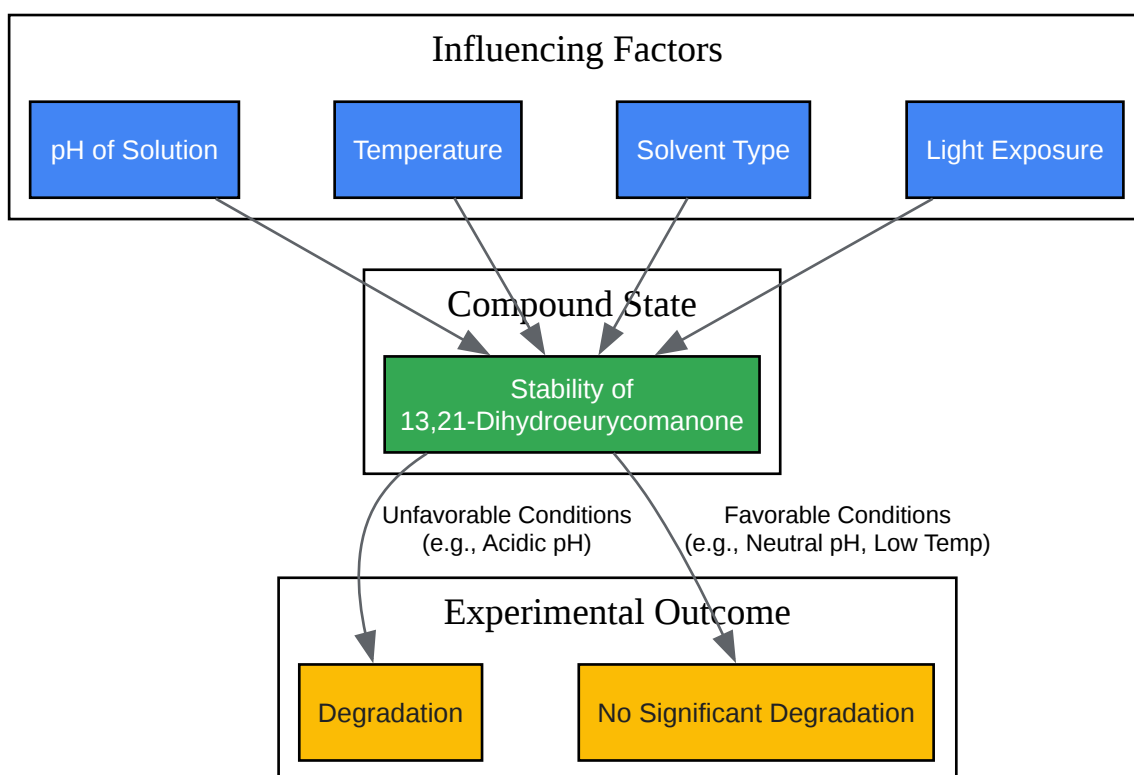 Influencing Factors
pH of Solution
Temperature
Solvent Type
Light Exposure
Compound State
Stability of
13,21-Dihydroeurycomanone
Unfavorable Conditions
(e.g., Acidic pH)
Favorable Conditions
(e.g., Neutral pH, Low Temp)
Experimental Outcome
Degradation
No Significant Degradation